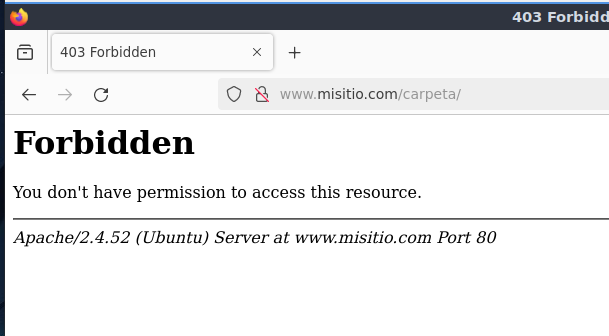 403 Forbidd
403 Forbidden
www.misitio.com/carpeta/
Forbidden
You don't have permission to access this resource.
Apache/2.4.52 (Ubuntu) Server at www.misitio.com Port 80